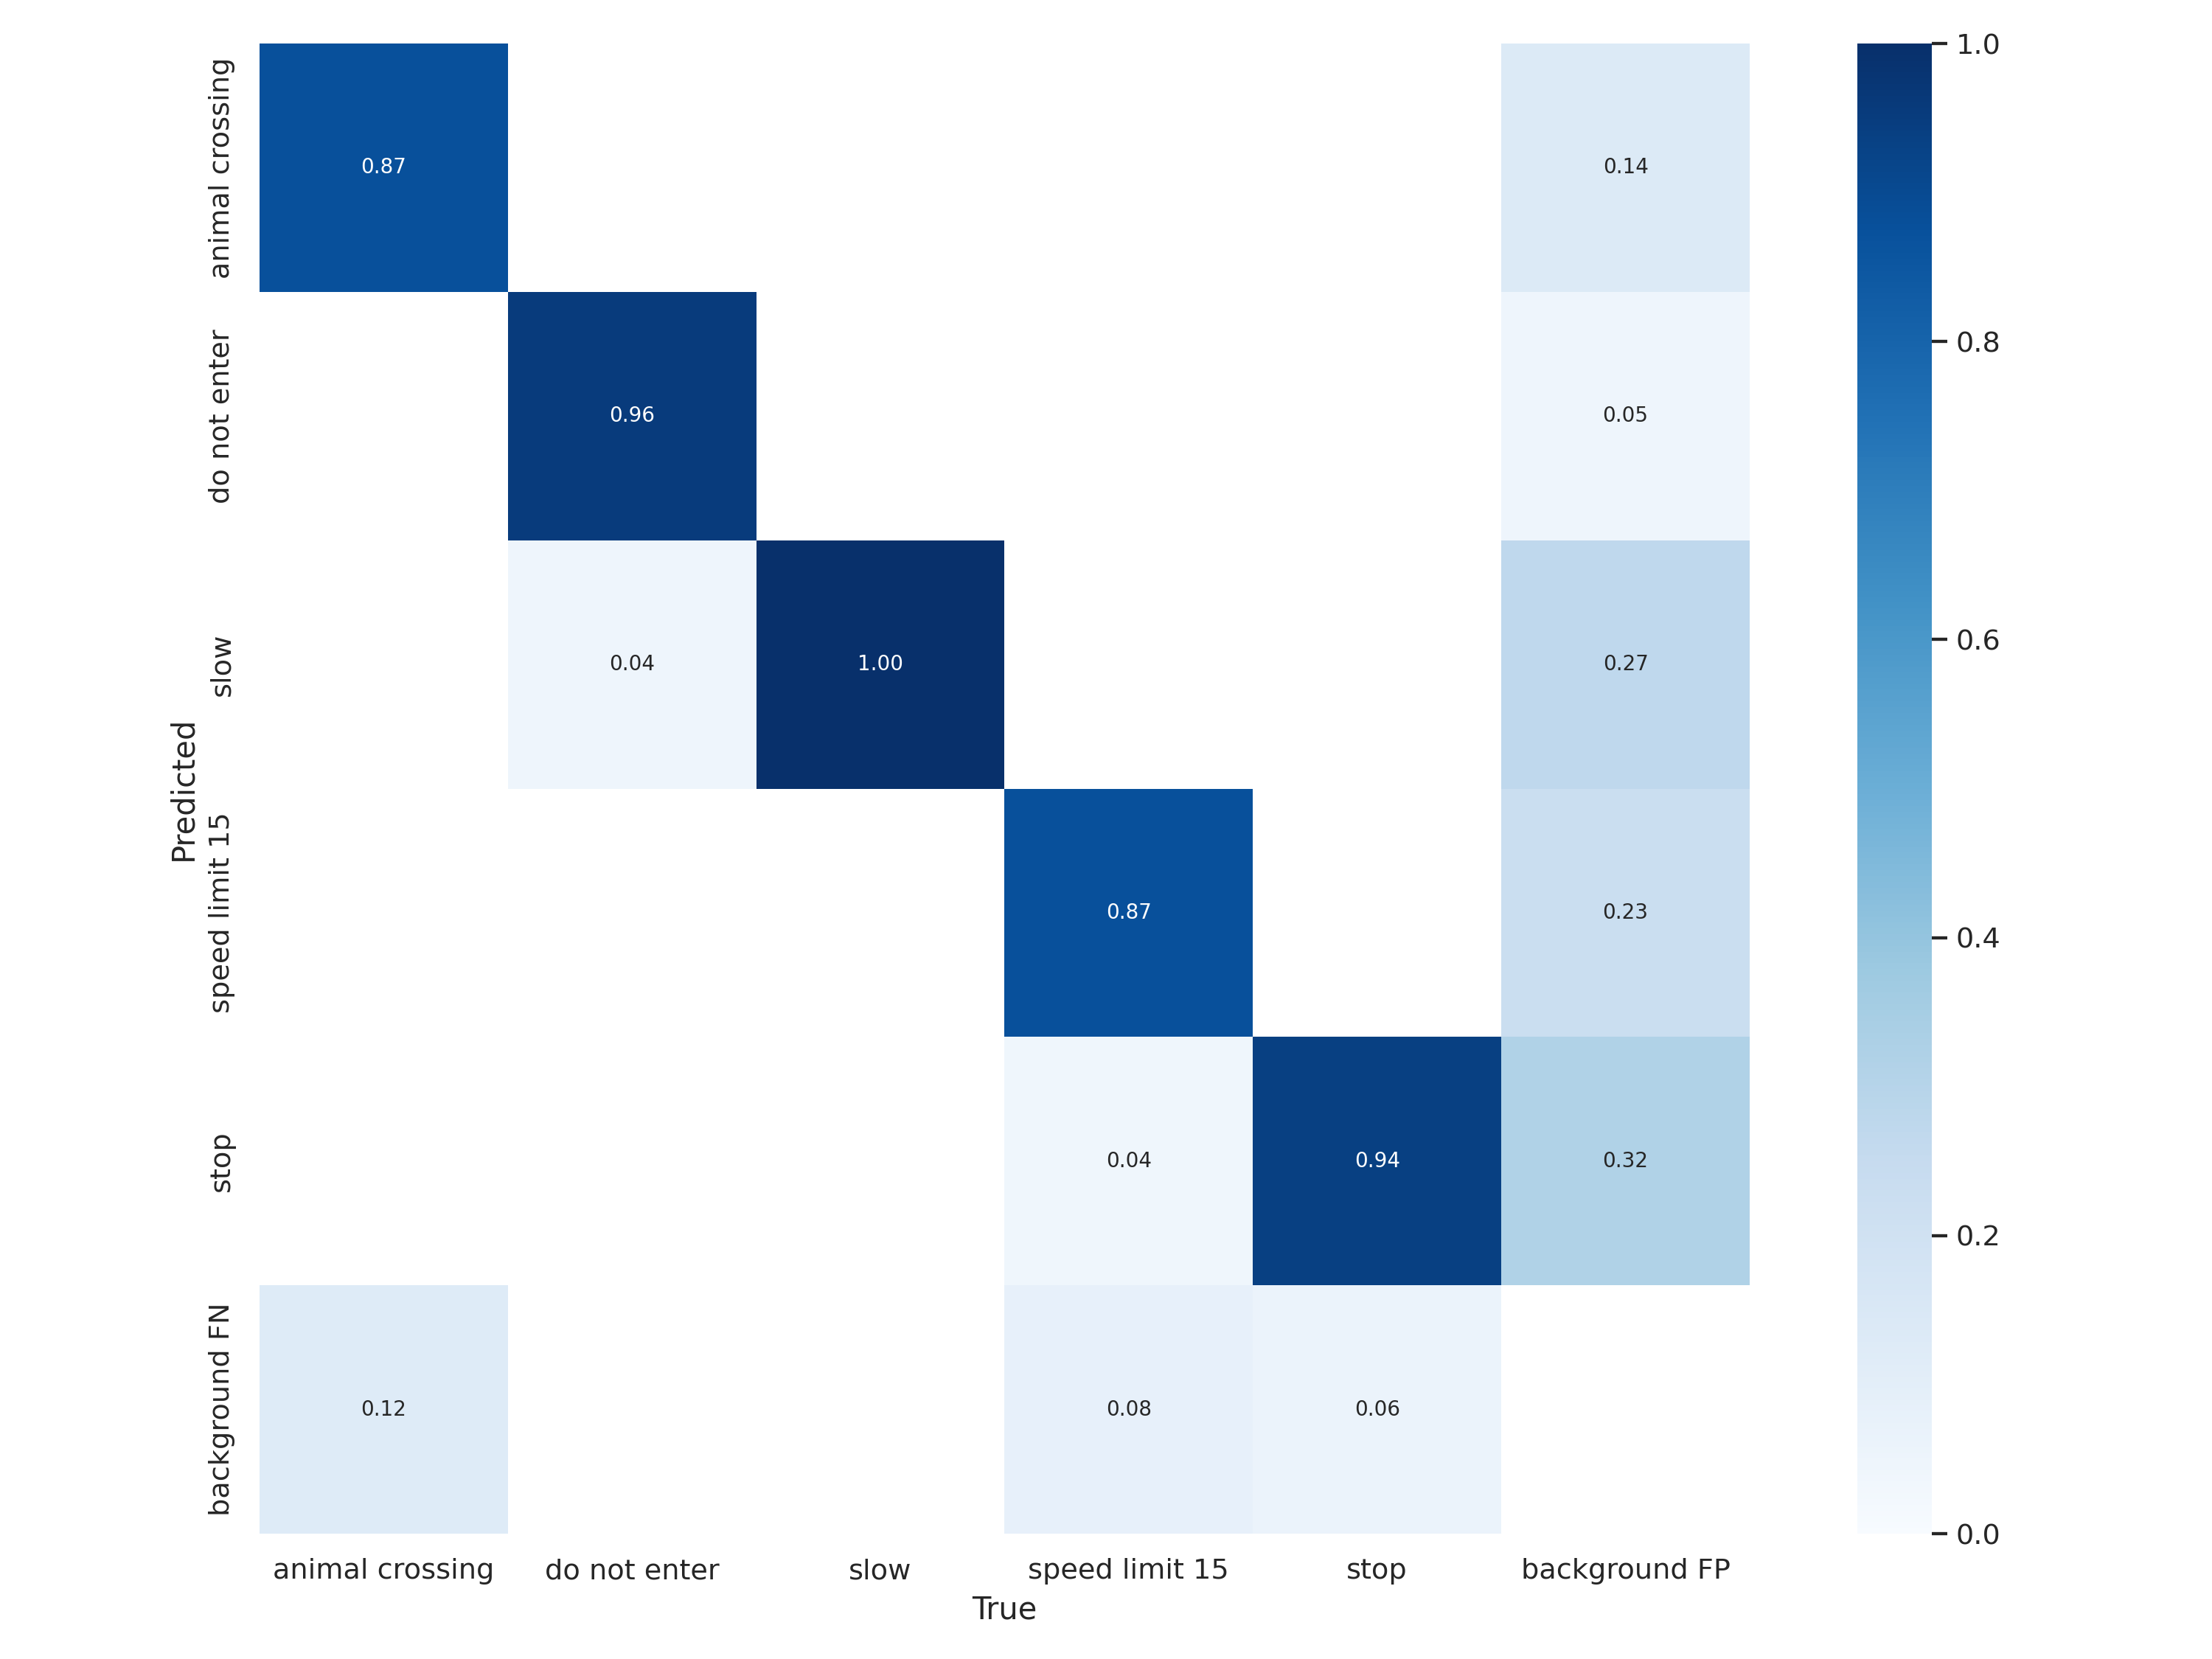 animal crossing
do not enter
slow
speed limit 15
stop
background FN
Predicted
0.87
0.14
0.96
0.05
0.04
1.00
0.27
0.87
0.23
0.04
0.94
0.32
0.12
0.08
0.06
animal crossing
do not enter
slow
speed limit 15
stop
background FP
True
1.0
0.8
0.6
0.4
0.2
0.0